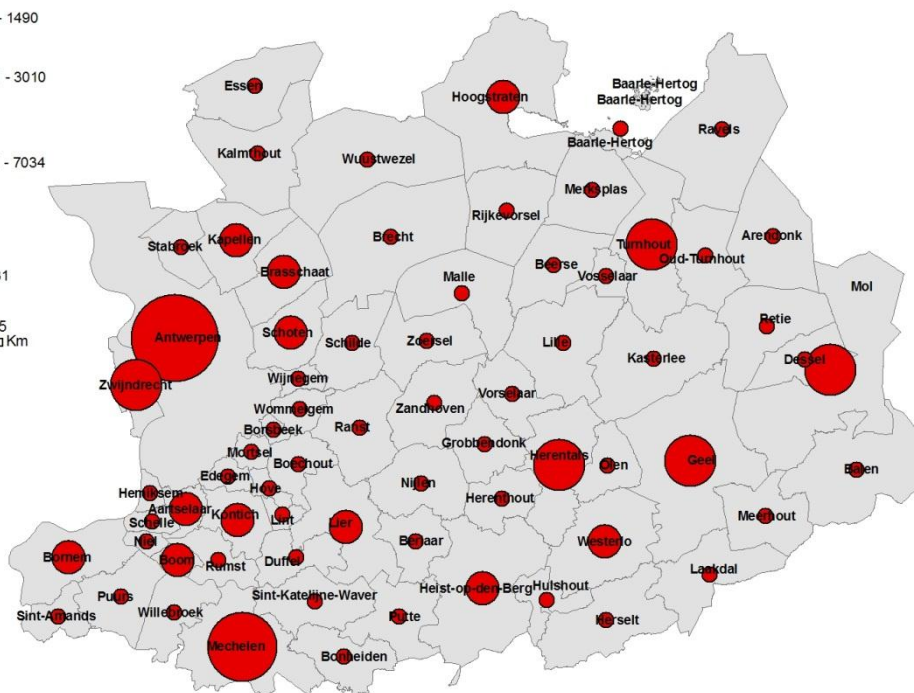 - 1490
- 3010
- 7034
Km
Essen
Hoogstraten
Baarle-Hertog
Baarle-Hertog
Baarle-Hertog
Ravels
Kalmthout
Wuustwezel
Merksplas
Rijkevorsel
Stabroek
Kapellen
Brecht
Turnhout
Arendonk
Oud-Turnhout
Brasschaat
Malle
Beerse
Vosselaar
Mol
Antwerpen
Schoten
Schilde
Zoersel
Lille
Retie
Kasterlee
Dessel
Zwijndrecht
Wijnegem
Vorselaar
Wommelgem
Zandhoven
Borsbeek
Ranst
Grobbendonk
Mortsel
Boechout
Herentals
Olen
Geel
Balen
Edegem
Hove
Nijlen
Hemiksem
Herenthout
Aartselaar
Kontich
Lint
Lier
Schelle
Meerhout
Niel
Berlaar
Westerlo
Bornem
Boom
Rumst
Duffel
Laakdal
Heist-op-den-Berg
Hulshout
Puurs
Sint-Katelijne-Waver
Sint-Amands
Willebroek
Putte
Herselt
Mechelen
Bonheiden